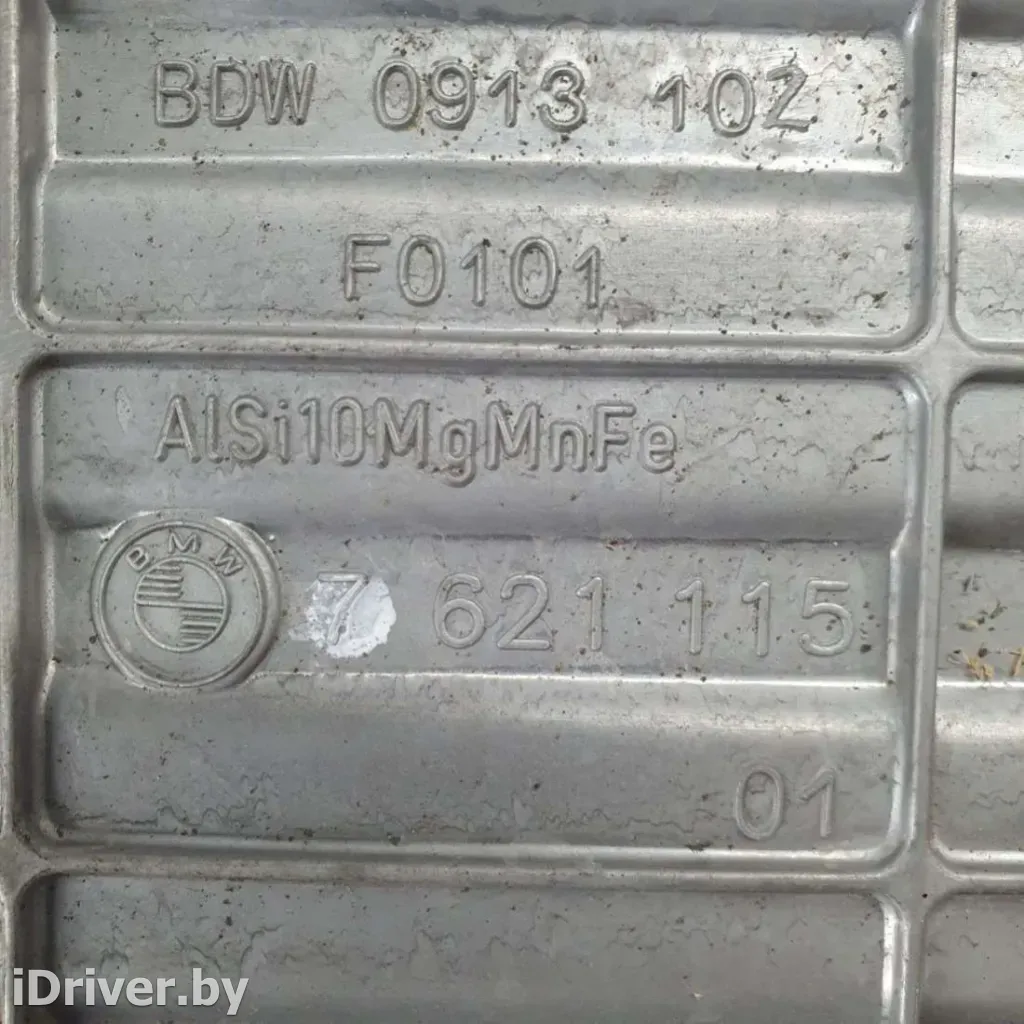 BDW 0913 10Z
F0101
AlSi10MgMnFe
BMW 7 621 115
01
iDriver.by